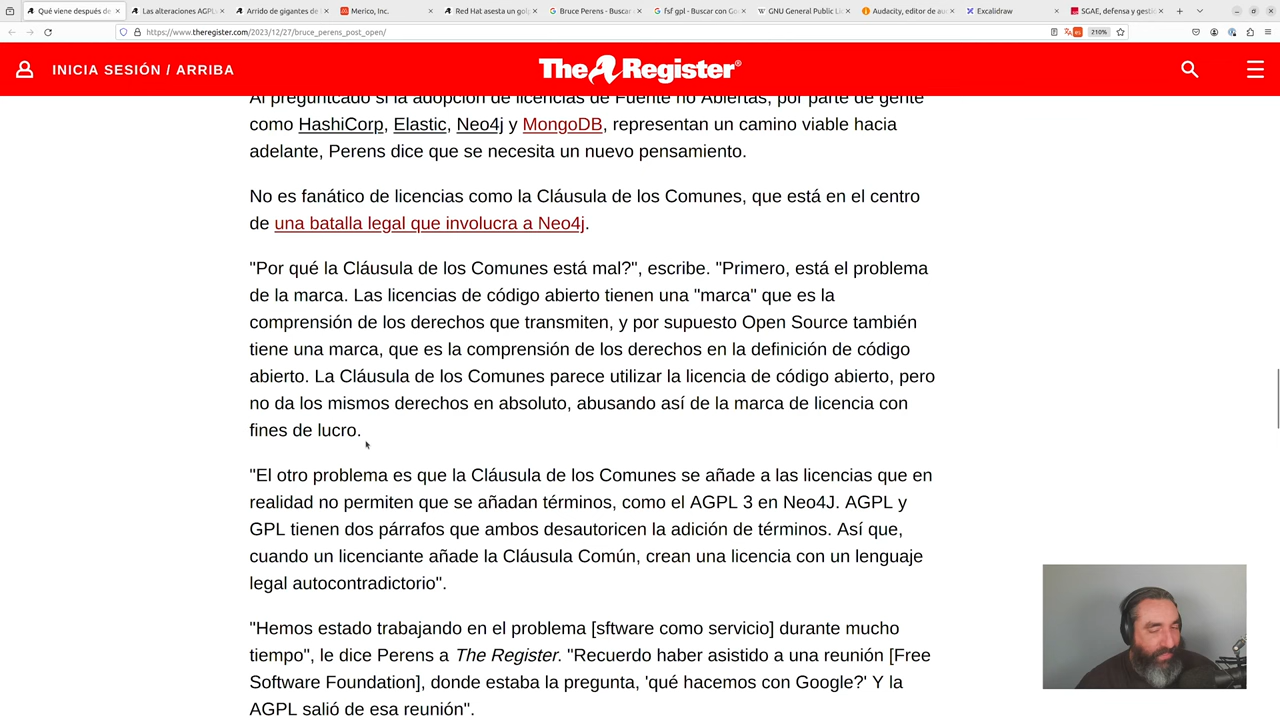 Qué viene después de
Las alteraciones AGPL
Arrido de gigantes de l
Merico, Inc.
Red Hat asesta un golp
Bruce Perens - Buscar
fsf gpl - Buscar con Go
GNU General Public Li
Audacity, editor de au
Excalidraw
SGAE, defensa y gesti
https://www.theregister.com/2023/12/27/bruce_perens_post_open/
210%
INICIA SESIÓN / ARRIBA
The Register®
Al preguntcado si la adopción de licencias de Fuente no Abiertas, por parte de gente
como HashiCorp, Elastic, Neo4j y MongoDB, representan un camino viable hacia
adelante, Perens dice que se necesita un nuevo pensamiento.
No es fanático de licencias como la Cláusula de los Comunes, que está en el centro
de una batalla legal que involucra a Neo4j.
"Por qué la Cláusula de los Comunes está mal?", escribe. "Primero, está el problema
de la marca. Las licencias de código abierto tienen una "marca" que es la
comprensión de los derechos que transmiten, y por supuesto Open Source también
tiene una marca, que es la comprensión de los derechos en la definición de código
abierto. La Cláusula de los Comunes parece utilizar la licencia de código abierto, pero
no da los mismos derechos en absoluto, abusando así de la marca de licencia con
fines de lucro.
"El otro problema es que la Cláusula de los Comunes se añade a las licencias que en
realidad no permiten que se añadan términos, como el AGPL 3 en Neo4J. AGPL y
GPL tienen dos párrafos que ambos desautoricen la adición de términos. Así que,
cuando un licenciante añade la Cláusula Común, crean una licencia con un lenguaje
legal autocontradictorio".
"Hemos estado trabajando en el problema [sftware como servicio] durante mucho
tiempo", le dice Perens a The Register. "Recuerdo haber asistido a una reunión [Free
Software Foundation], donde estaba la pregunta, 'qué hacemos con Google?' Y la
AGPL salió de esa reunión".